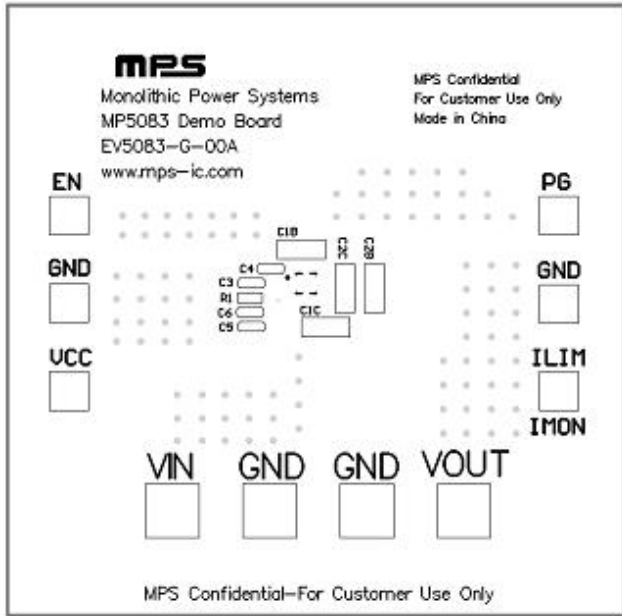 MPS
Monolithic Power Systems
MP5083 Demo Board
EV5083-G-00A
www.mps-ic.com
MPS Confidential
For Customer Use Only
Made in China
EN
PG
GND
GND
VCC
ILIM
IMON
C1B
C2C
C2B
C4
C3
R1
C6
C5
C1C
VIN
GND
GND
VOUT
MPS Confidential-For Customer Use Only